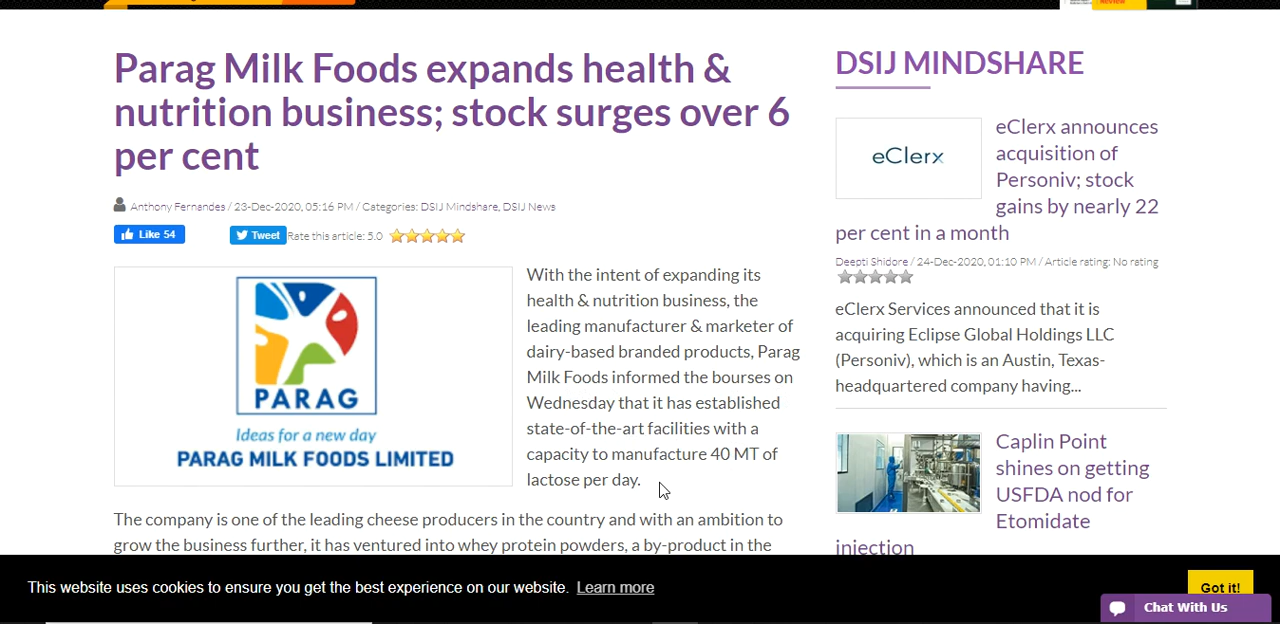 Parag Milk Foods expands health &
nutrition business; stock surges over 6
per cent
Anthony Fernandes / 23-Dec-2020, 05:16 PM / Categories: DSIJ Mindshare, DSIJ News
Like 54
Tweet
Rate this article: 5.0
PARAG
Ideas for a new day
PARAG MILK FOODS LIMITED
With the intent of expanding its
health & nutrition business, the
leading manufacturer & marketer of
dairy-based branded products, Parag
Milk Foods informed the bourses on
Wednesday that it has established
state-of-the-art facilities with a
capacity to manufacture 40 MT of
lactose per day.
The company is one of the leading cheese producers in the country and with an ambition to
grow the business further, it has ventured into whey protein powders, a by-product in the
Review
DSIJ MINDSHARE
eClerx
eClerx announces
acquisition of
Personiv; stock
gains by nearly 22
per cent in a month
Deepti Shidore / 24-Dec-2020, 01:10 PM / Article rating: No rating
eClerx Services announced that it is
acquiring Eclipse Global Holdings LLC
(Personiv), which is an Austin, Texas-
headquartered company having...
Caplin Point
shines on getting
USFDA nod for
Etomidate
injection
This website uses cookies to ensure you get the best experience on our website. Learn more
Got it!
Chat With Us